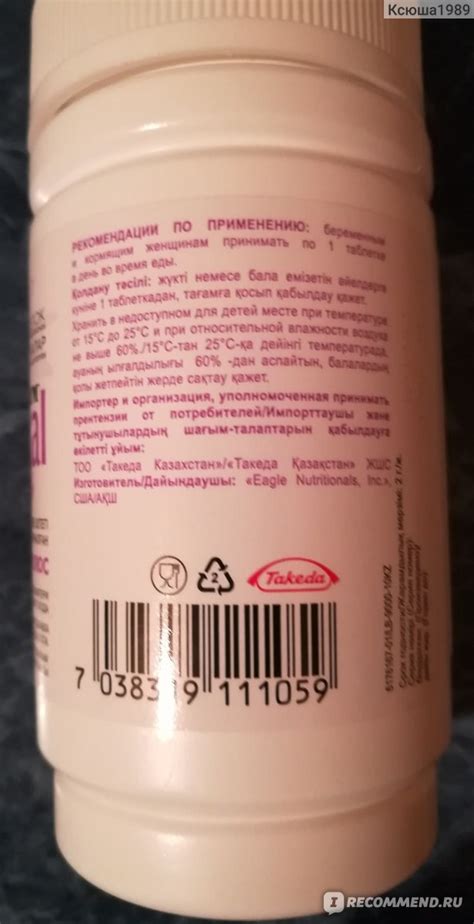 Ксюша1989
РЕКОМЕНДАЦИИ ПО ПРИМЕНЕНИЮ: беременным
и кормящим женщинам принимать по 1 таблетке
в день во время еды.
Қолдану тәсілі: жүкті немесе бала емізетін әйелдерге
күніне 1 таблеткадан, тағамға қосып қабылдау қажет.
Хранить в недоступном для детей месте при температуре
от 15°С до 25°С и при относительной влажности воздуха
не выше 60%./15°С-тан 25°С-қа дейінгі температурада,
ауаның ылғалдылығы 60% -дан аспайтын, балалардың
қолы жетпейтін жерде сақтау қажет.
Импортер и организация, уполномоченная принимать
претензии от потребителей/Импорттаушы және
тұтынушылардың шағым-талаптарын қабылдауға
өкілетті ұйым:
ТОО «Такеда Казахстан»/«Такеда Қазақстан» ЖШС
Изготовитель/Дайындаушы: «Eagle Nutritionals, Inc.»,
США/АҚШ
2
Takeda
7 038319 111059
al
IRECOMMEND.RU